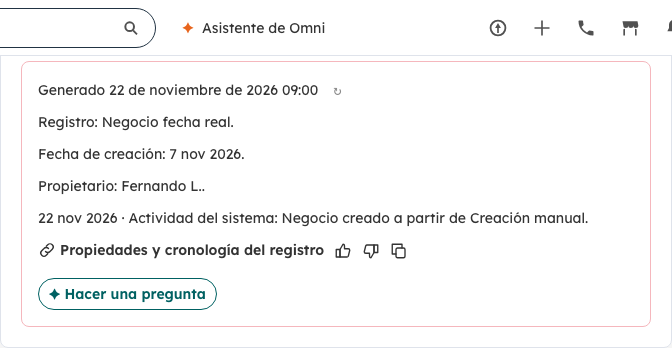 Asistente de Omni
Generado 22 de noviembre de 2026 09:00
Registro: Negocio fecha real.
Fecha de creación: 7 nov 2026.
Propietario: Fernando L..
22 nov 2026 · Actividad del sistema: Negocio creado a partir de Creación manual.
Propiedades y cronología del registro
Hacer una pregunta